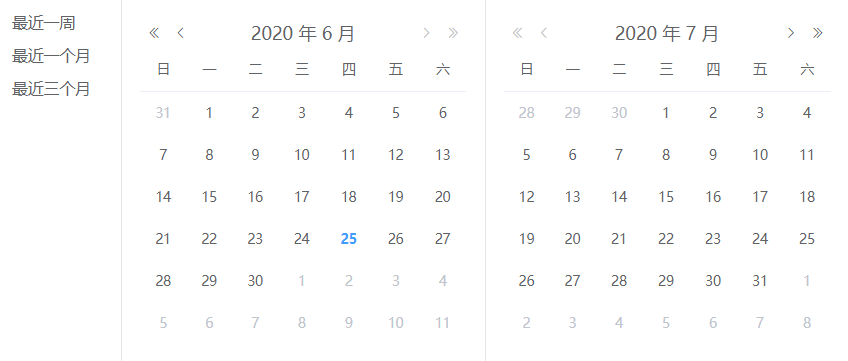 最近一周
最近一个月
最近三个月
2020 年 6 月
日 一 二 三 四 五 六
31 1 2 3 4 5 6
7 8 9 10 11 12 13
14 15 16 17 18 19 20
21 22 23 24 25 26 27
28 29 30 1 2 3 4
5 6 7 8 9 10 11
2020 年 7 月
日 一 二 三 四 五 六
28 29 30 1 2 3 4
5 6 7 8 9 10 11
12 13 14 15 16 17 18
19 20 21 22 23 24 25
26 27 28 29 30 31 1
2 3 4 5 6 7 8